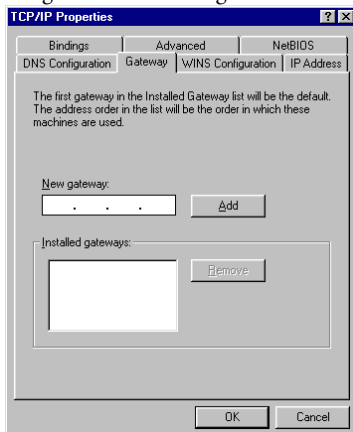 TCP/IP Properties
? X
Bindings Advanced NetBIOS
DNS Configuration Gateway WINS Configuration IP Address
The first gateway in the Installed Gateway list will be the default.
The address order in the list will be the order in which these
machines are used.
New gateway:
. . .
Add
Installed gateways:
Remove
OK Cancel